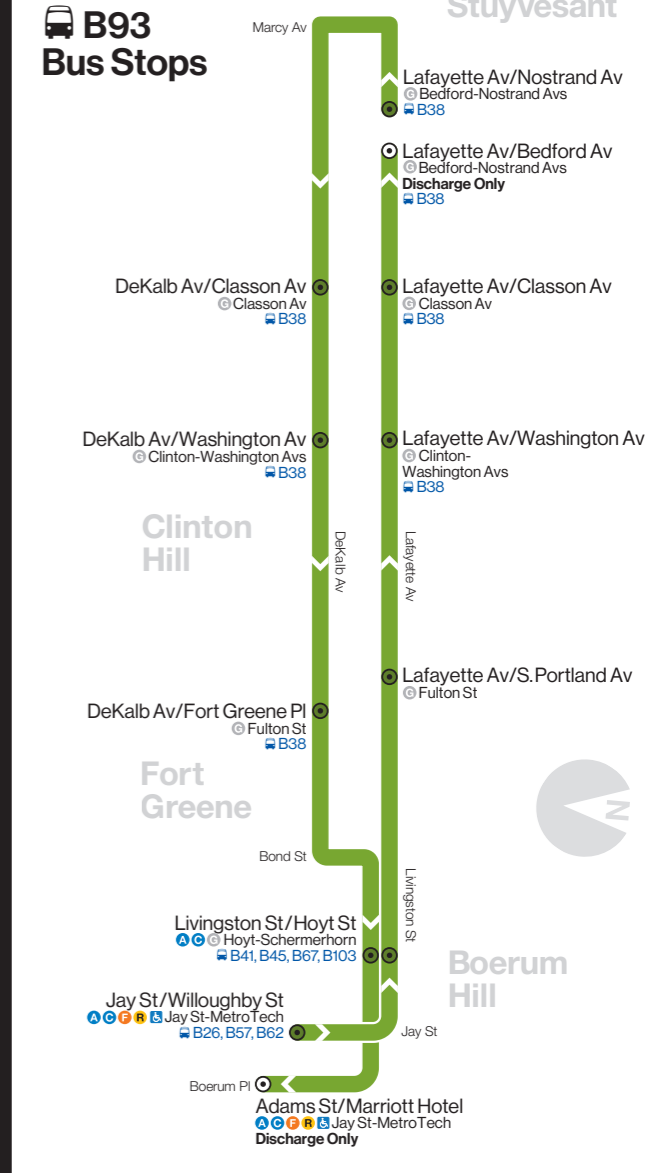 Stuyvesant
B93
Bus Stops
Marcy Av
Lafayette Av/Nostrand Av
G Bedford-Nostrand Avs
B38
Lafayette Av/Bedford Av
G Bedford-Nostrand Avs
Discharge Only
B38
DeKalb Av/Classon Av
G Classon Av
B38
Lafayette Av/Classon Av
G Classon Av
B38
DeKalb Av/Washington Av
G Clinton-Washington Avs
B38
Lafayette Av/Washington Av
G Clinton-
Washington Avs
B38
Clinton
Hill
DeKalb Av
Lafayette Av
Lafayette Av/S.Portland Av
G Fulton St
DeKalb Av/Fort Greene Pl
G Fulton St
B38
Fort
Greene
N
Bond St
Livingston St
Livingston St/Hoyt St
A C G Hoyt-Schermerhorn
B41, B45, B67, B103
Boerum
Hill
Jay St/Willoughby St
A C F R Jay St-MetroTech
B26, B57, B62
Jay St
Boerum Pl
Adams St/Marriott Hotel
A C F R Jay St-MetroTech
Discharge Only